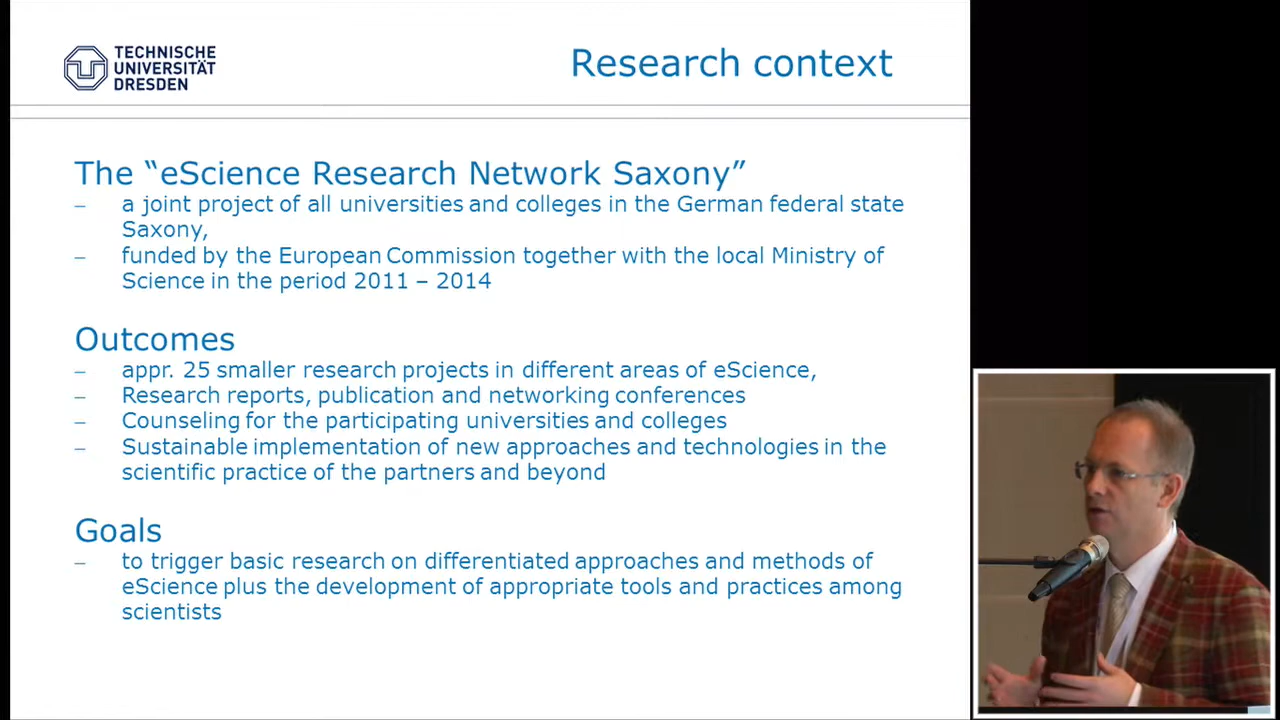 TECHNISCHE
UNIVERSITÄT
DRESDEN
Research context
The “eScience Research Network Saxony”
– a joint project of all universities and colleges in the German federal state
Saxony,
– funded by the European Commission together with the local Ministry of
Science in the period 2011 – 2014
Outcomes
– appr. 25 smaller research projects in different areas of eScience,
– Research reports, publication and networking conferences
– Counseling for the participating universities and colleges
– Sustainable implementation of new approaches and technologies in the
scientific practice of the partners and beyond
Goals
– to trigger basic research on differentiated approaches and methods of
eScience plus the development of appropriate tools and practices among
scientists